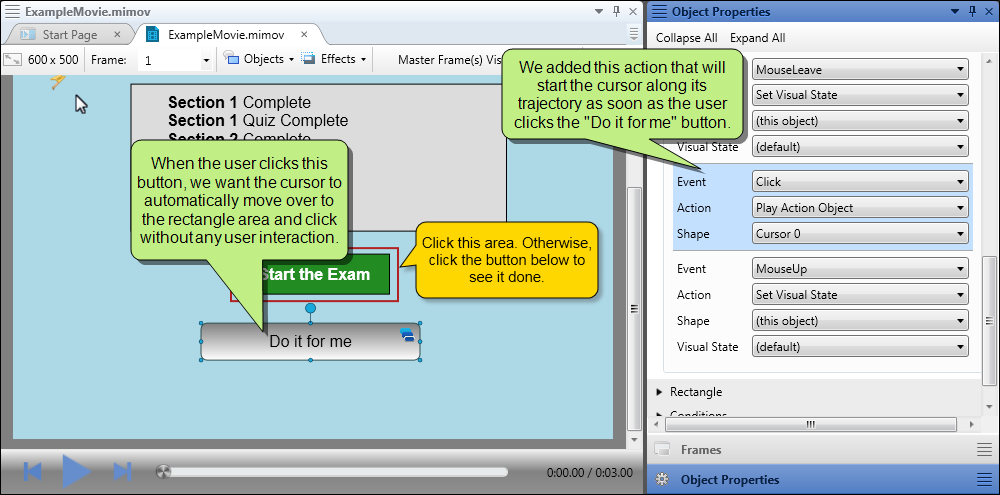 ExampleMovie.mimov
Start Page
ExampleMovie.mimov
600 x 500
Frame:
1
Objects
Effects
Master Frame(s) Vis
Section 1 Complete
Section 1 Quiz Complete
Section 2 Complete
When the user clicks this
button, we want the cursor to
automatically move over to
the rectangle area and click
without any user interaction.
Start the Exam
Click this area. Otherwise,
click the button below to
see it done.
Do it for me
0:00.00 / 0:03.00
We added this action that will
start the cursor along its
trajectory as soon as the user
clicks the "Do it for me" button.
Object Properties
Collapse All Expand All
MouseLeave
Set Visual State
(this object)
Visual State (default)
Event Click
Action Play Action Object
Shape Cursor 0
Event MouseUp
Action Set Visual State
Shape (this object)
Visual State (default)
Rectangle
Conditions
Frames
Object Properties